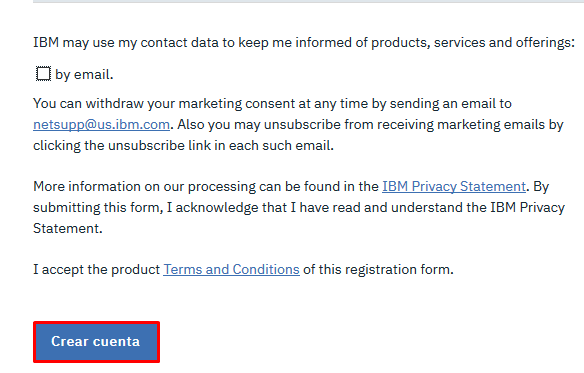 IBM may use my contact data to keep me informed of products, services and offerings:
by email.
You can withdraw your marketing consent at any time by sending an email to
netsupp@us.ibm.com. Also you may unsubscribe from receiving marketing emails by
clicking the unsubscribe link in each such email.
More information on our processing can be found in the IBM Privacy Statement. By
submitting this form, I acknowledge that I have read and understand the IBM Privacy
Statement.
I accept the product Terms and Conditions of this registration form.
Crear cuenta